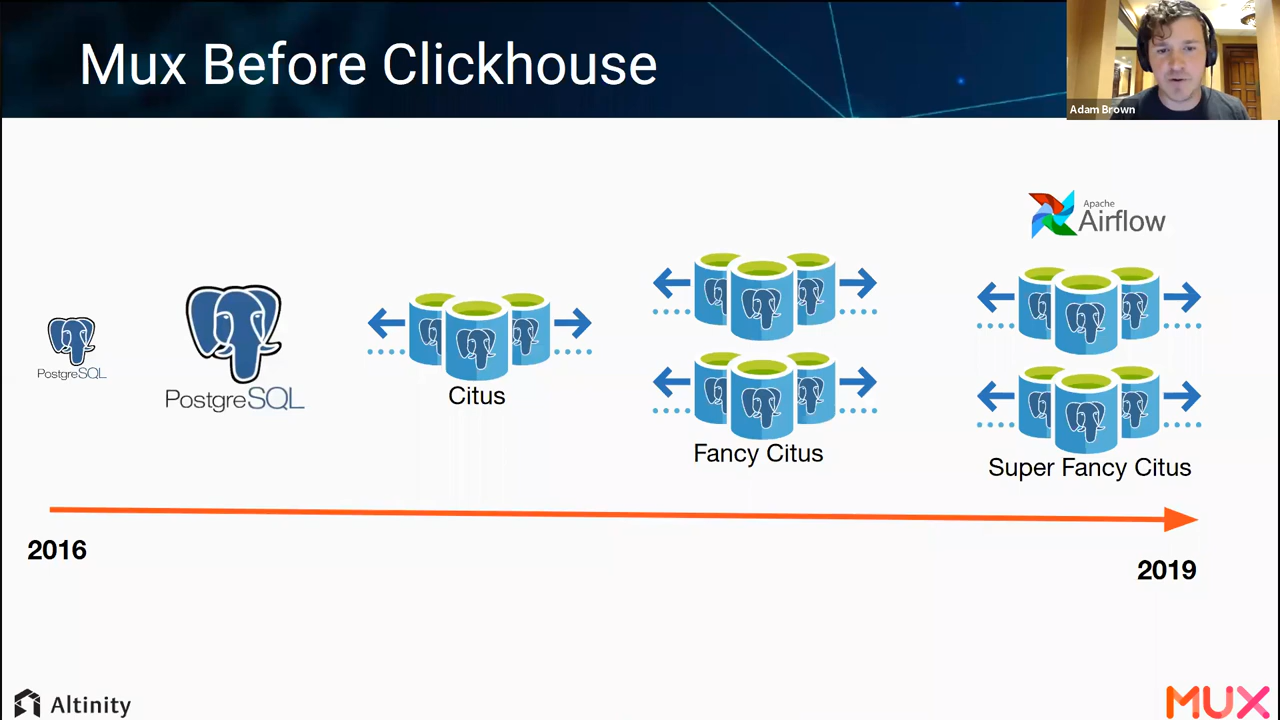 Mux Before Clickhouse
Adam Brown
Apache
Airflow
PostgreSQL
PostgreSQL
Citus
Fancy Citus
Super Fancy Citus
2016
2019
Altinity
MUX